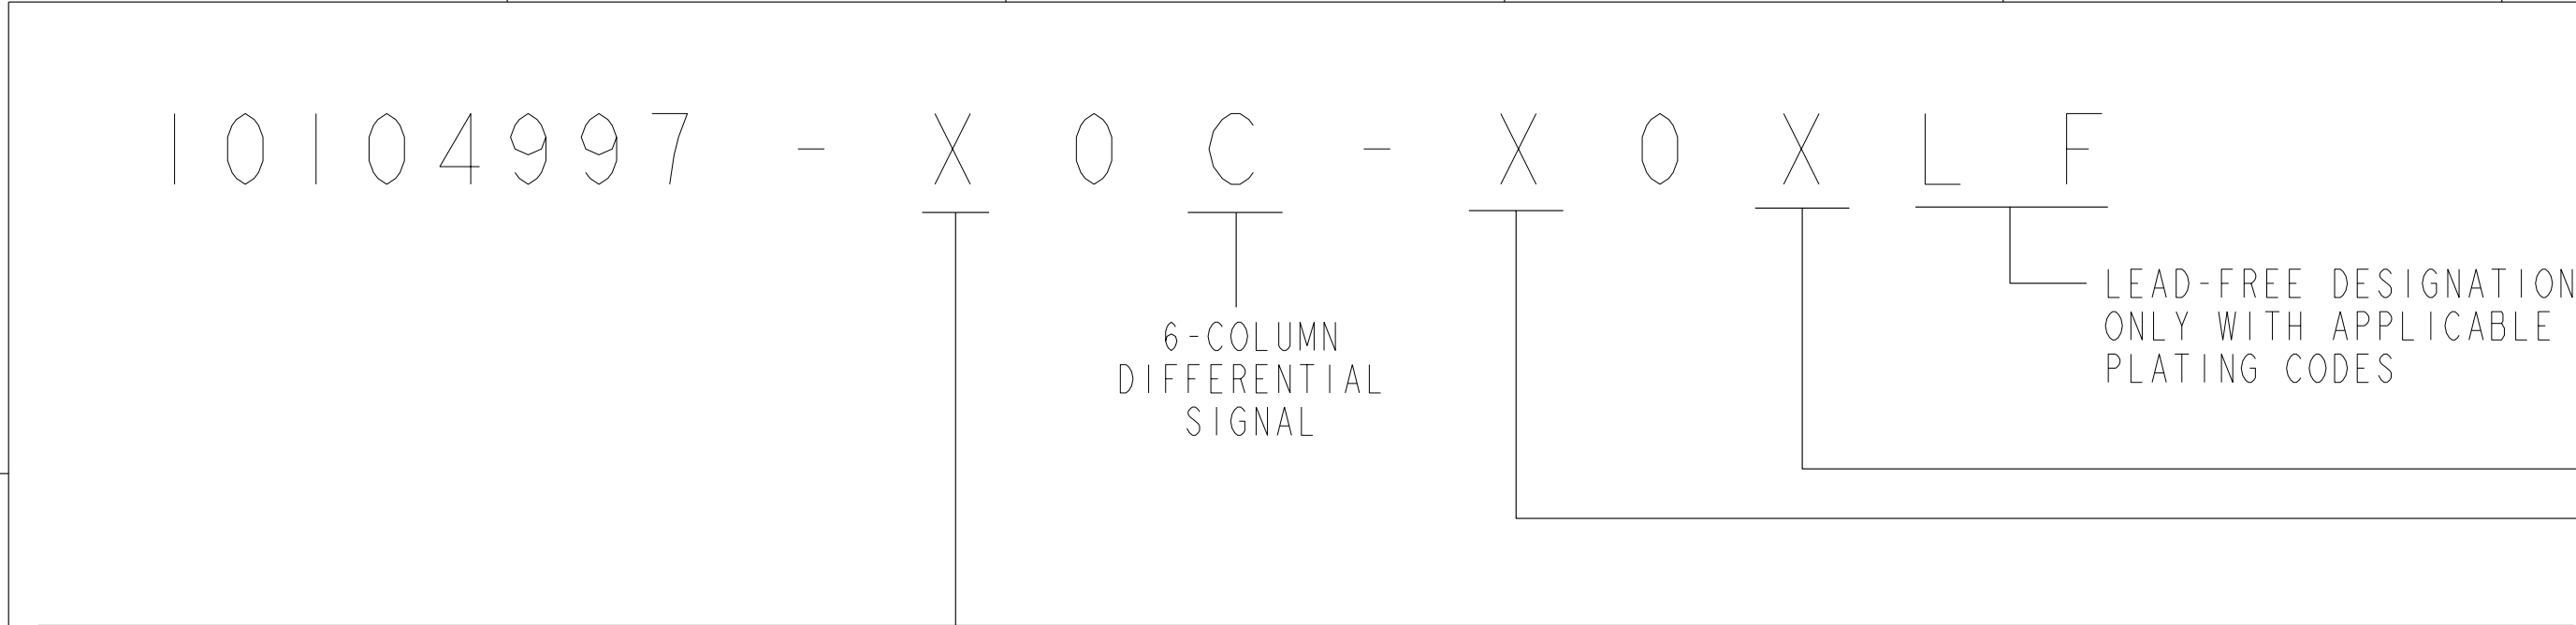 10104997 - X 0 C - X 0 X L F
6-COLUMN
DIFFERENTIAL
SIGNAL
LEAD-FREE DESIGNATION
ONLY WITH APPLICABLE
PLATING CODES